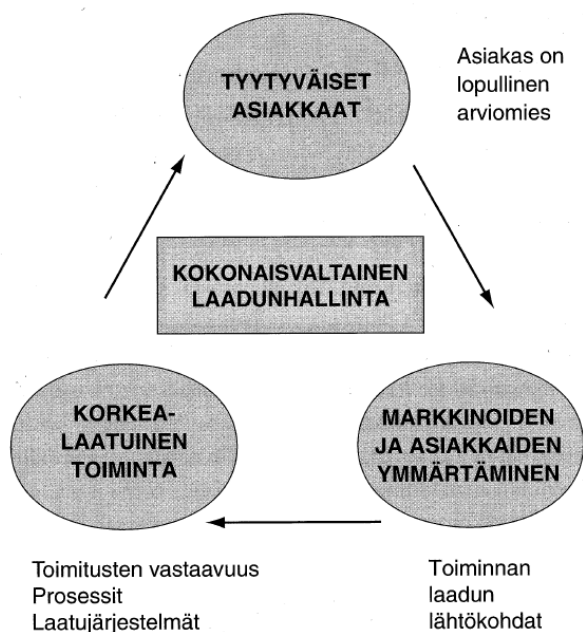 TYYTYVÄISET
ASIAKKAAT
Asiakas on
lopullinen
arviomies
KOKONAISVALTAINEN
LAADUNHALLINTA
KORKEA-
LAATUINEN
TOIMINTA
MARKKINOIDEN
JA ASIAKKAIDEN
YMMÄRTÄMINEN
Toimitusten vastaavuus
Prosessit
Laatujärjestelmät
Toiminnan
laadun
lähtökohdat